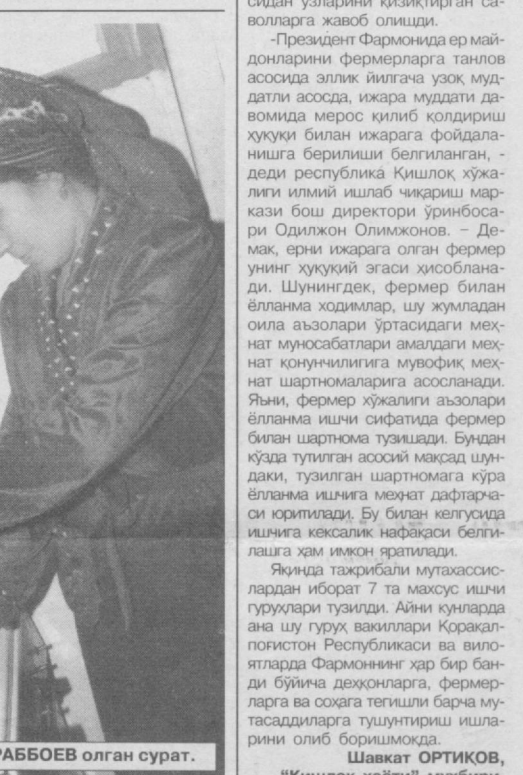 сидан ўзларини қизиқтирган са-
волларга жавоб олишди.
-Президент Фармонида ер май-
донларини фермерларга танлов
асосида эллик йилгача узоқ муд-
датли асосда, ижара муддати да-
вомида мерос қилиб қолдириш
ҳуқуқи билан ижарага фойдала-
нишга берилиши белгиланган, -
деди республика Қишлоқ хўжа-
лиги илмий ишлаб чиқариш мар-
кази бош директори ўринбоса-
ри Одилжон Олимжонов. – Де-
мак, ерни ижарага олган фермер
унинг ҳуқуқий эгаси ҳисоблана-
ди. Шунингдек, фермер билан
ёлланма ходимлар, шу жумладан
оила аъзолари ўртасидаги меҳ-
нат муносабатлари амалдаги меҳ-
нат қонунчилигига мувофиқ меҳ-
нат шартномаларига асосланади.
Яъни, фермер хўжалиги аъзолари
ёлланма ишчи сифатида фермер
билан шартнома тузишади. Бундан
кўзда тутилган асосий мақсад шун-
даки, тузилган шартномага кўра
ёлланма ишчига меҳнат дафтарча-
си юритилади. Бу билан келгусида
ишчига кексалик нафақаси белги-
лашга ҳам имкон яратилади.
Яқинда тажрибали мутахассис-
лардан иборат 7 та махсус ишчи
гуруҳлари тузилди. Айни кунларда
ана шу гуруҳ вакиллари Қорақал-
поғистон Республикаси ва вило-
ятларда Фармоннинг ҳар бир бан-
ди бўйича деҳқонларга, фермер-
ларга ва соҳага тегишли барча му-
тасаддиларга тушунтириш ишла-
рини олиб боришмоқда.
Шавкат ОРТИҚОВ,
"Қишлоқ ҳаёти" мухбири.
РАББОЕВ олган сурат.